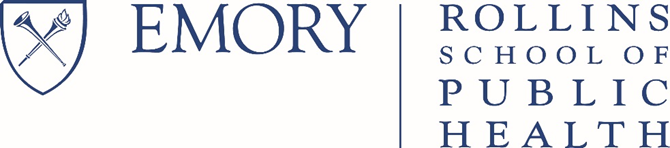 EMORY
ROLLINS
SCHOOL OF
PUBLIC
HEALTH